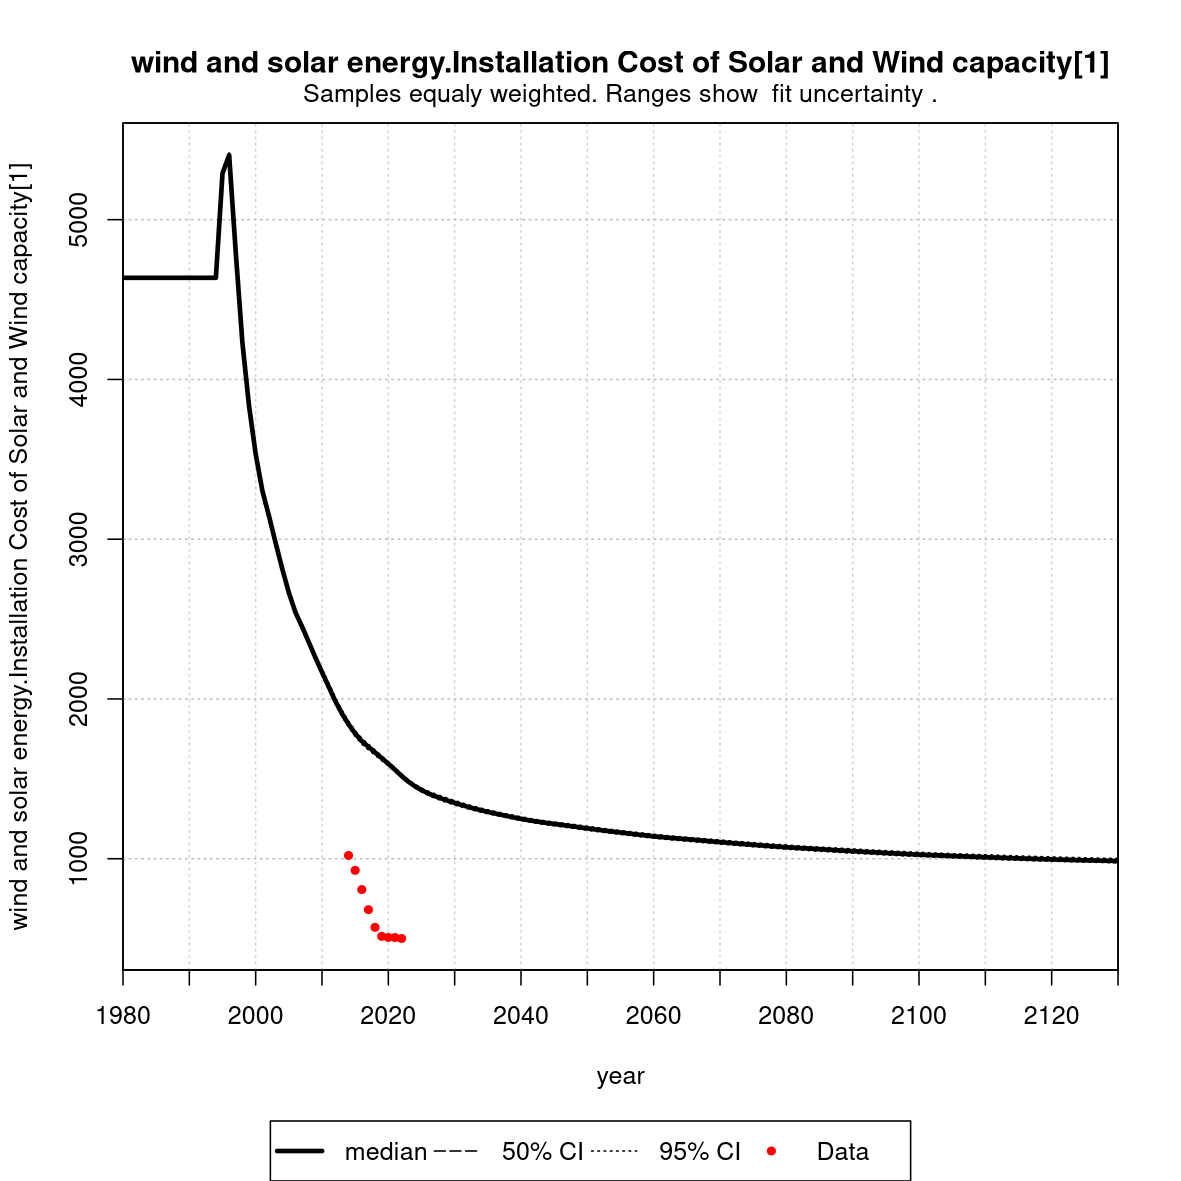 wind and solar energy.Installation Cost of Solar and Wind capacity[1]
Samples equaly weighted. Ranges show  fit uncertainty .
wind and solar energy.Installation Cost of Solar and Wind capacity[1]
5000
4000
3000
2000
1000
1980 2000 2020 2040 2060 2080 2100 2120
year
median 50% CI 95% CI Data